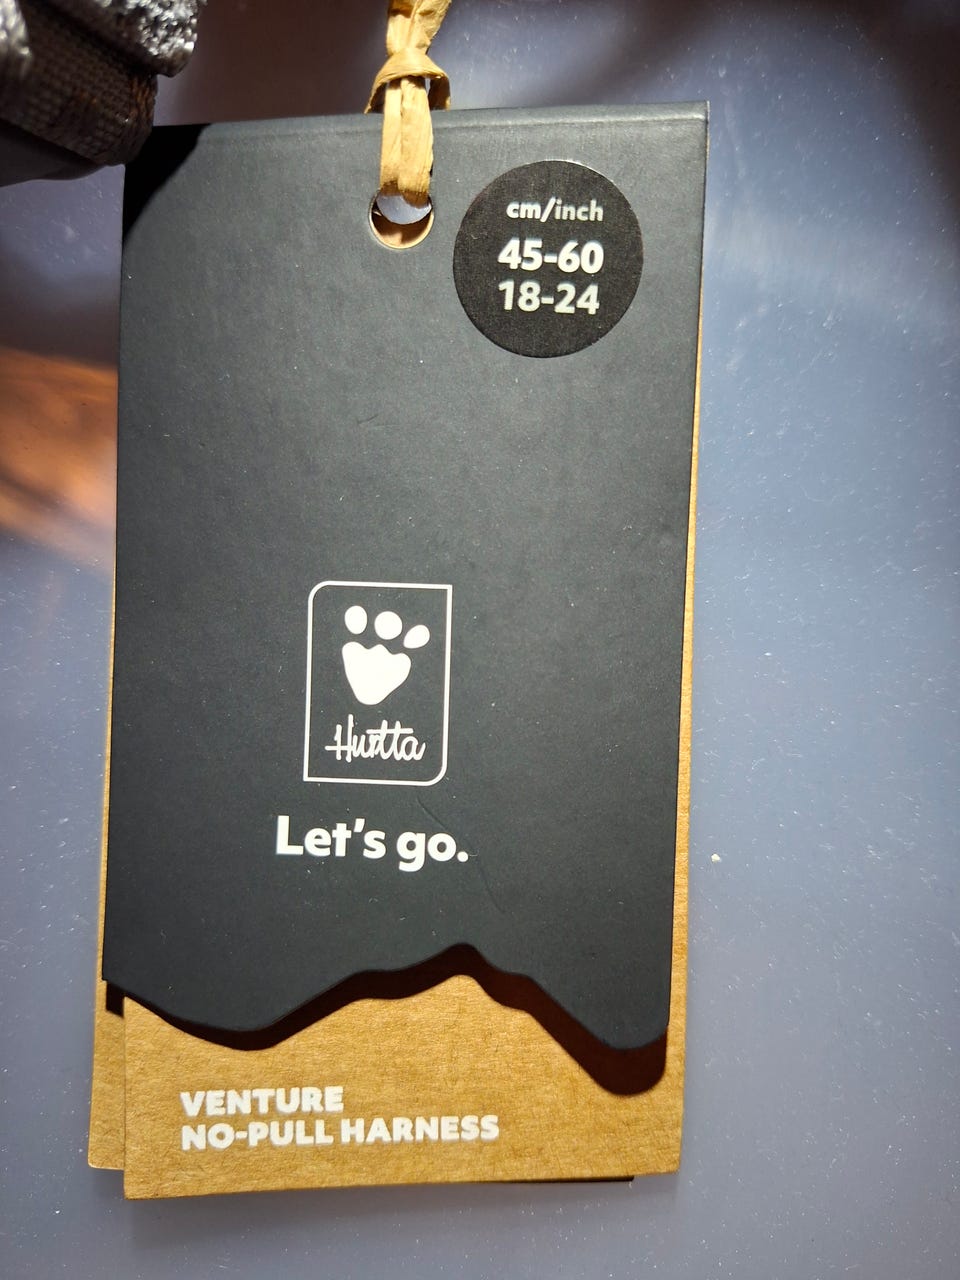 cm/inch
45-60
18-24
Hurtta
Let's go.
VENTURE
NO-PULL HARNESS